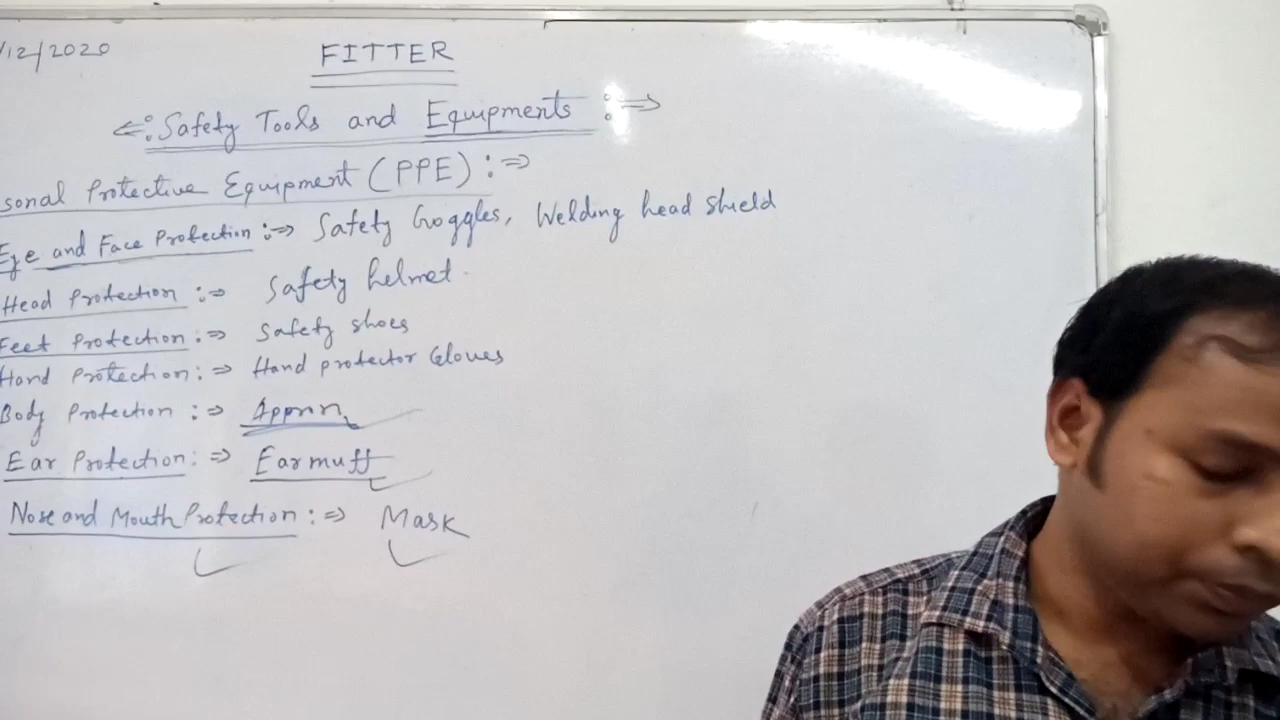 /12/2020
FITTER
⇐: Safety Tools and Equipments :⇒
sonal Protective Equipment (PPE) :⇒
Eye and Face Protection :⇒ Safety Goggles, Welding head shield
Head Protection :⇒ Safety helmet.
Feet Protection :⇒ Safety shoes
Hand Protection :⇒ Hand protector Gloves
Body Protection :⇒ Appron
Ear Protection :⇒ Earmuff
Nose and Mouth Protection :⇒ Mask